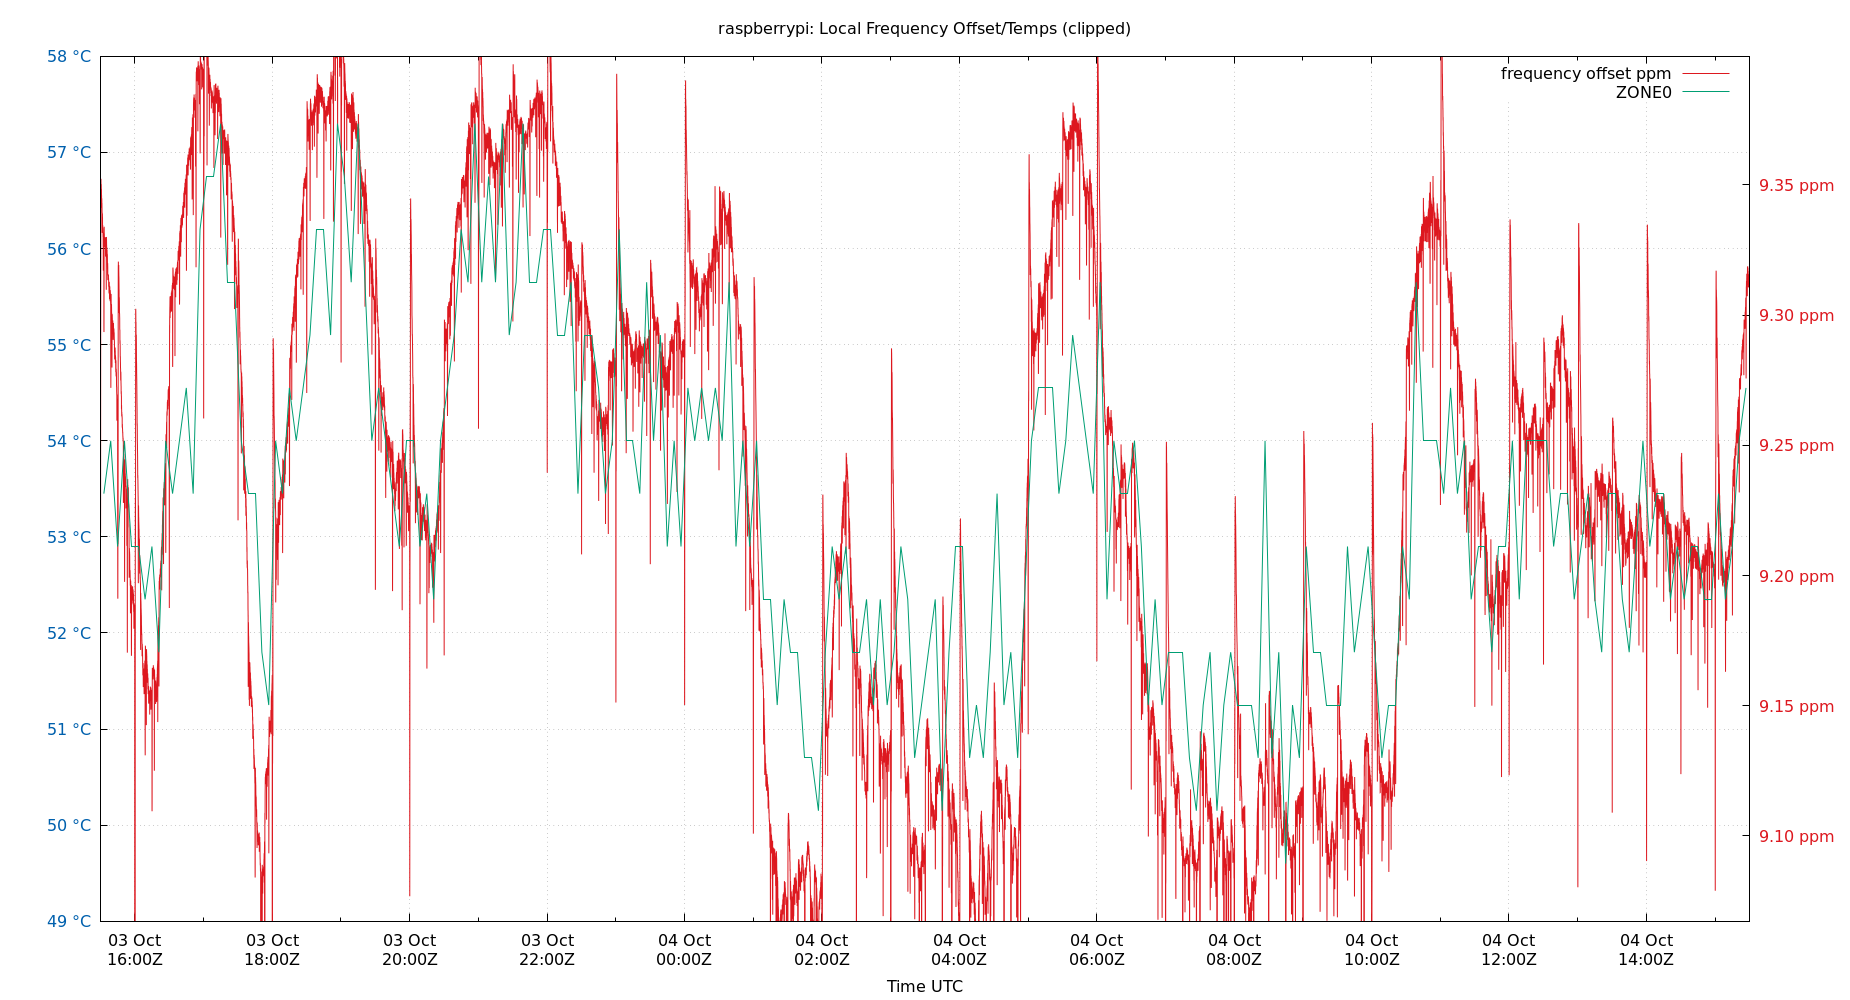 raspberrypi: Local Frequency Offset/Temps (clipped)
frequency offset ppm
ZONE0
58 °C
57 °C
56 °C
55 °C
54 °C
53 °C
52 °C
51 °C
50 °C
49 °C
9.35 ppm
9.30 ppm
9.25 ppm
9.20 ppm
9.15 ppm
9.10 ppm
03 Oct 03 Oct 03 Oct 03 Oct 04 Oct 04 Oct 04 Oct 04 Oct 04 Oct 04 Oct 04 Oct 04 Oct
16:00Z 18:00Z 20:00Z 22:00Z 00:00Z 02:00Z 04:00Z 06:00Z 08:00Z 10:00Z 12:00Z 14:00Z
Time UTC